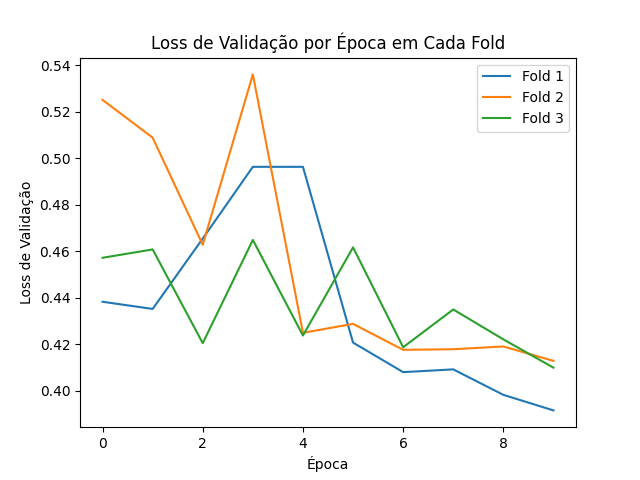 Loss de Validação por Época em Cada Fold
Loss de Validação
0.54
0.52
0.50
0.48
0.46
0.44
0.42
0.40
Fold 1
Fold 2
Fold 3
0 2 4 6 8
Época